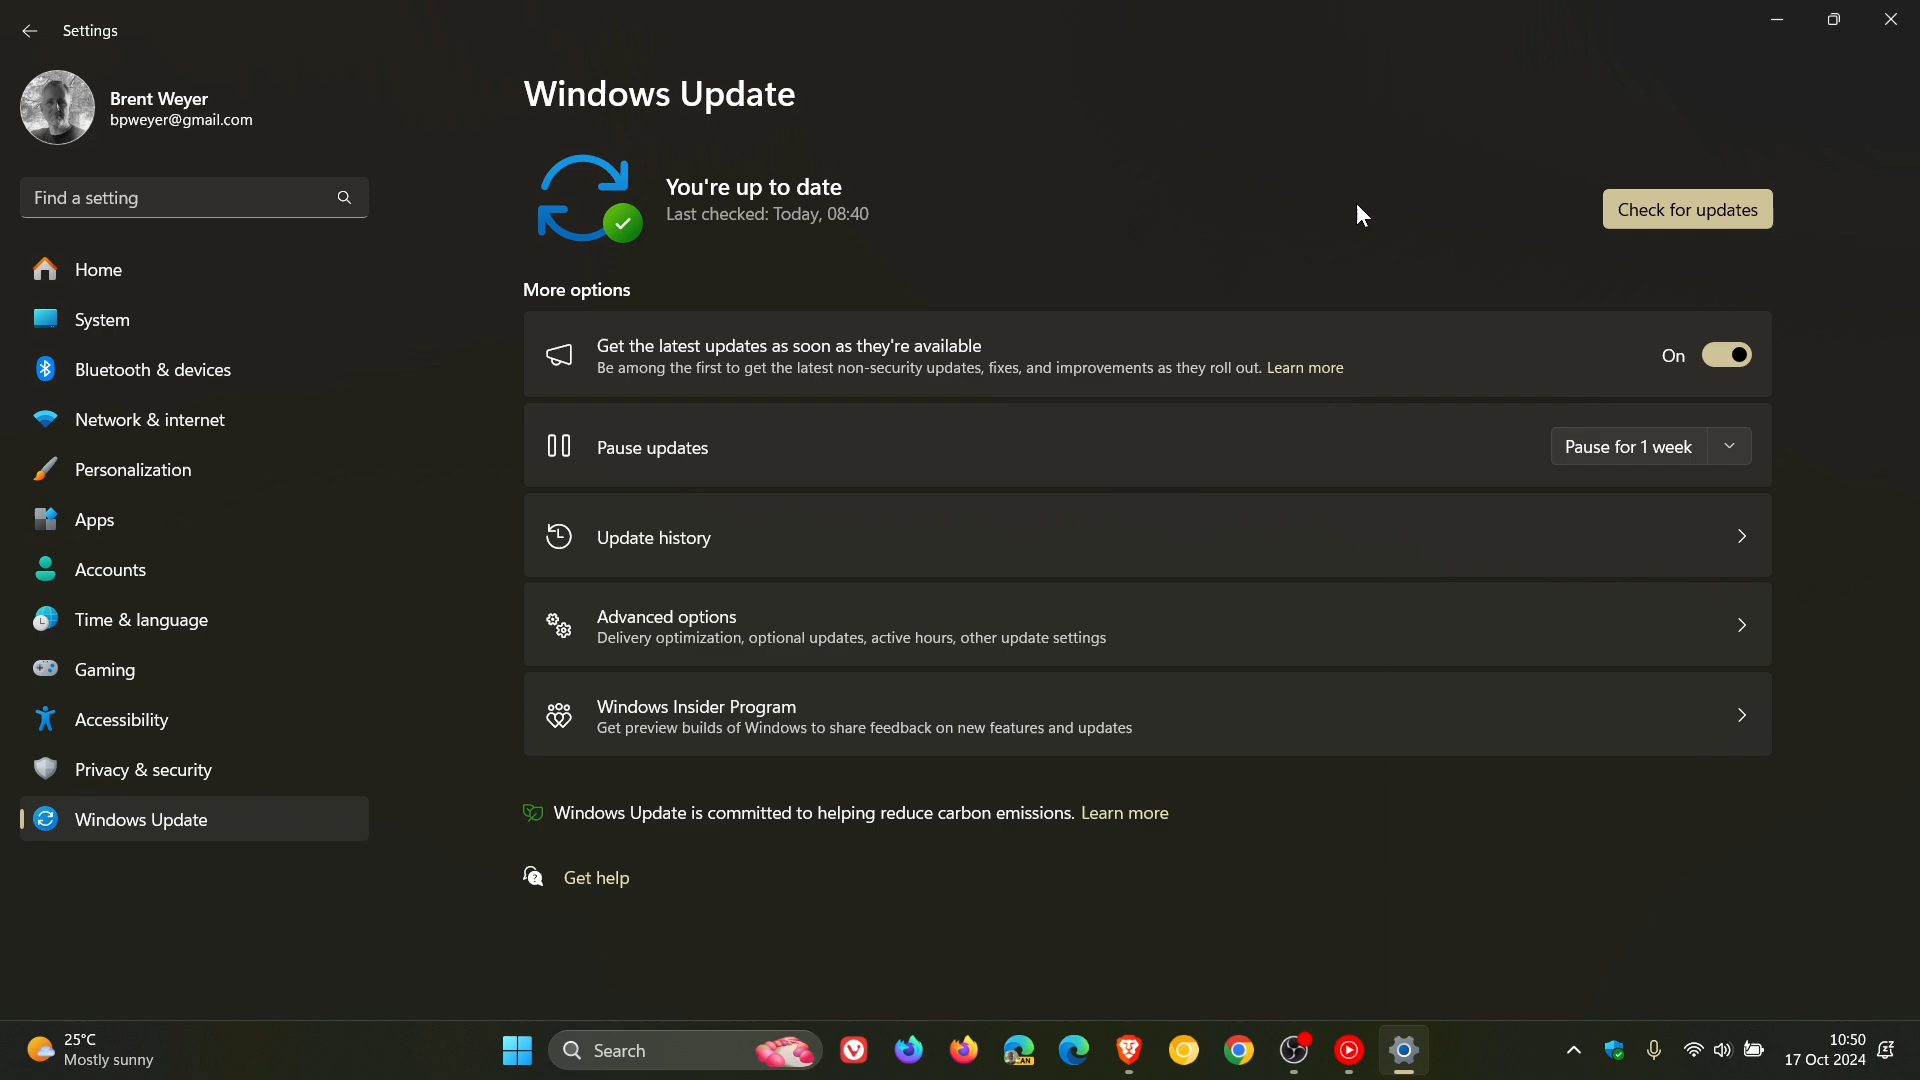 Settings
Brent Weyer
bpweyer@gmail.com
Find a setting
Home
System
Bluetooth & devices
Network & internet
Personalization
Apps
Accounts
Time & language
Gaming
Accessibility
Privacy & security
Windows Update
Windows Update
You're up to date
Last checked: Today, 08:40
Check for updates
More options
Get the latest updates as soon as they're available
Be among the first to get the latest non-security updates, fixes, and improvements as they roll out. Learn more
On
Pause updates
Pause for 1 week
Update history
Advanced options
Delivery optimization, optional updates, active hours, other update settings
Windows Insider Program
Get preview builds of Windows to share feedback on new features and updates
Windows Update is committed to helping reduce carbon emissions. Learn more
Get help
25°C
Mostly sunny
Search
CAN
10:50
17 Oct 2024